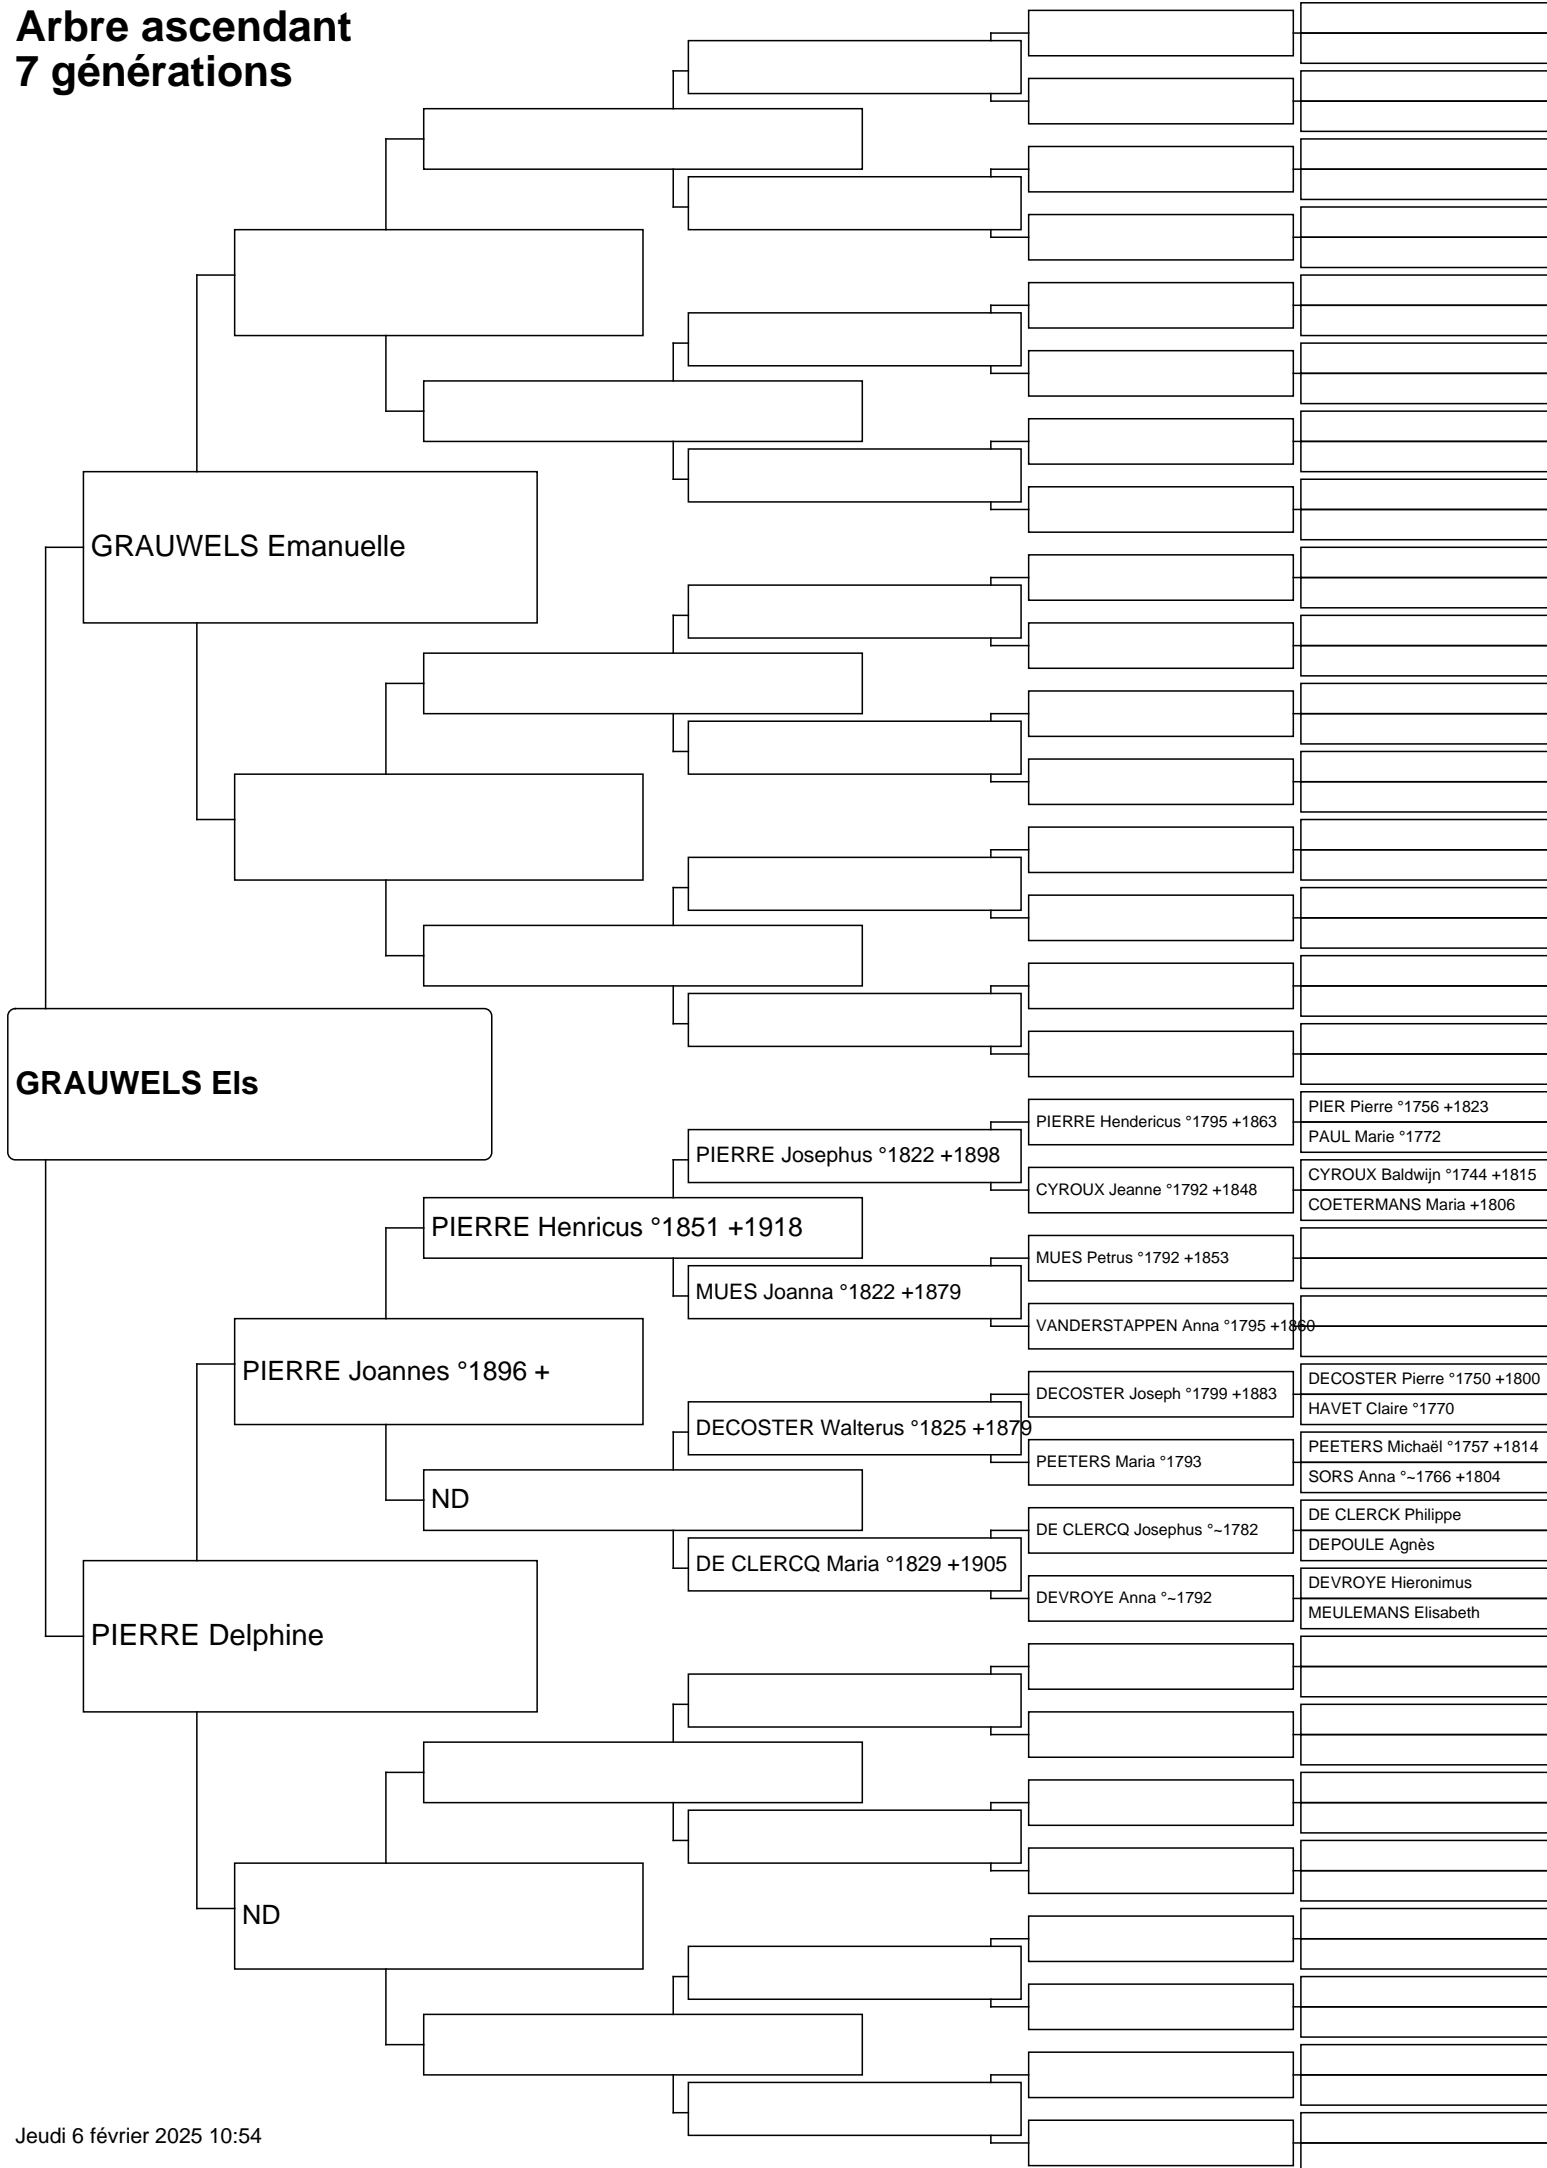 Arbre ascendant
7 générations
GRAUWELS Emanuelle
GRAUWELS Els
PIERRE Hendericus °1795 +1863
PIER Pierre °1756 +1823
PAUL Marie °1772
PIERRE Josephus °1822 +1898
CYROUX Jeanne °1792 +1848
CYROUX Baldwijn °1744 +1815
COETERMANS Maria +1806
PIERRE Henricus °1851 +1918
MUES Petrus °1792 +1853
MUES Joanna °1822 +1879
VANDERSTAPPEN Anna °1795 +1860
PIERRE Joannes °1896 +
DECOSTER Joseph °1799 +1883
DECOSTER Pierre °1750 +1800
HAVET Claire °1770
DECOSTER Walterus °1825 +1879
PEETERS Maria °1793
PEETERS Michaël °1757 +1814
SORS Anna °~1766 +1804
ND
DE CLERCQ Josephus °~1782
DE CLERCK Philippe
DEPOULE Agnès
DE CLERCQ Maria °1829 +1905
DEVROYE Anna °~1792
DEVROYE Hieronimus
MEULEMANS Elisabeth
PIERRE Delphine
ND
Jeudi 6 février 2025 10:54